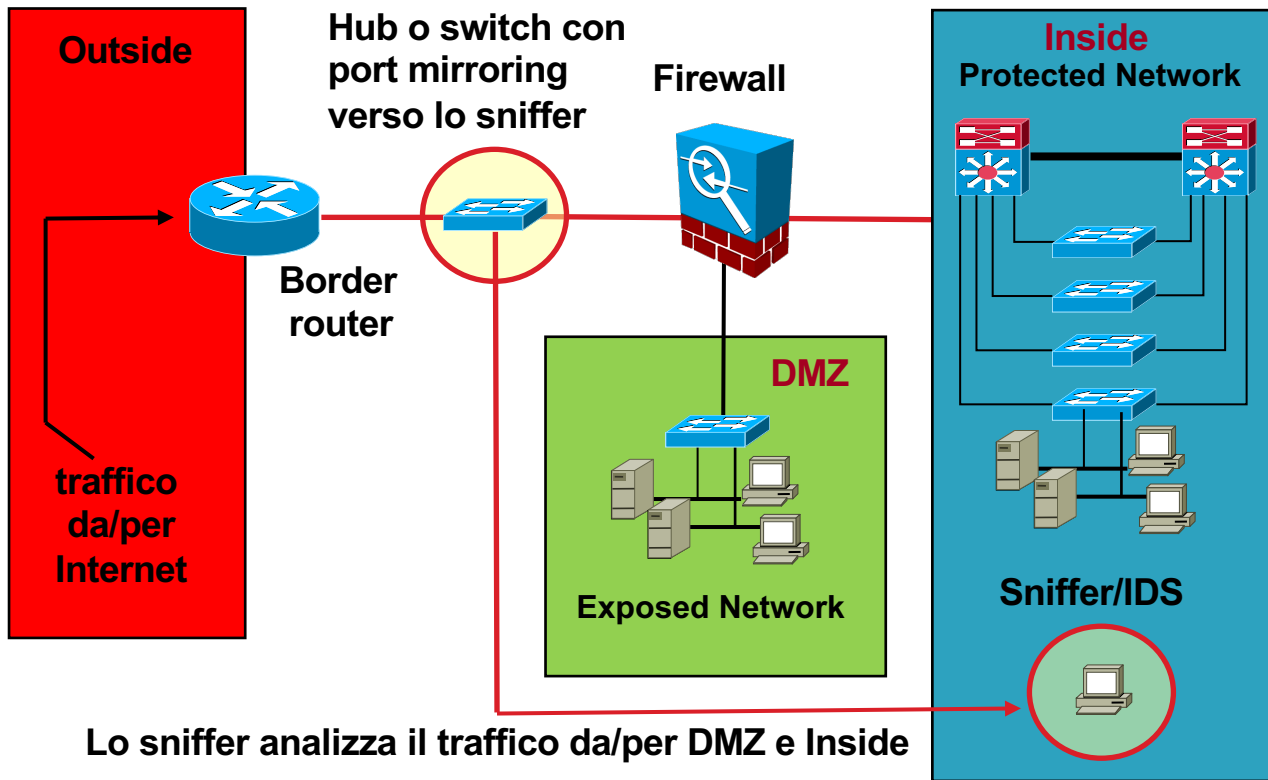 Outside
Hub o switch con
port mirroring
verso lo sniffer
Firewall
Inside
Protected Network
Border
router
DMZ
traffico
da/per
Internet
Exposed Network
Sniffer/IDS
Lo sniffer analizza il traffico da/per DMZ e Inside